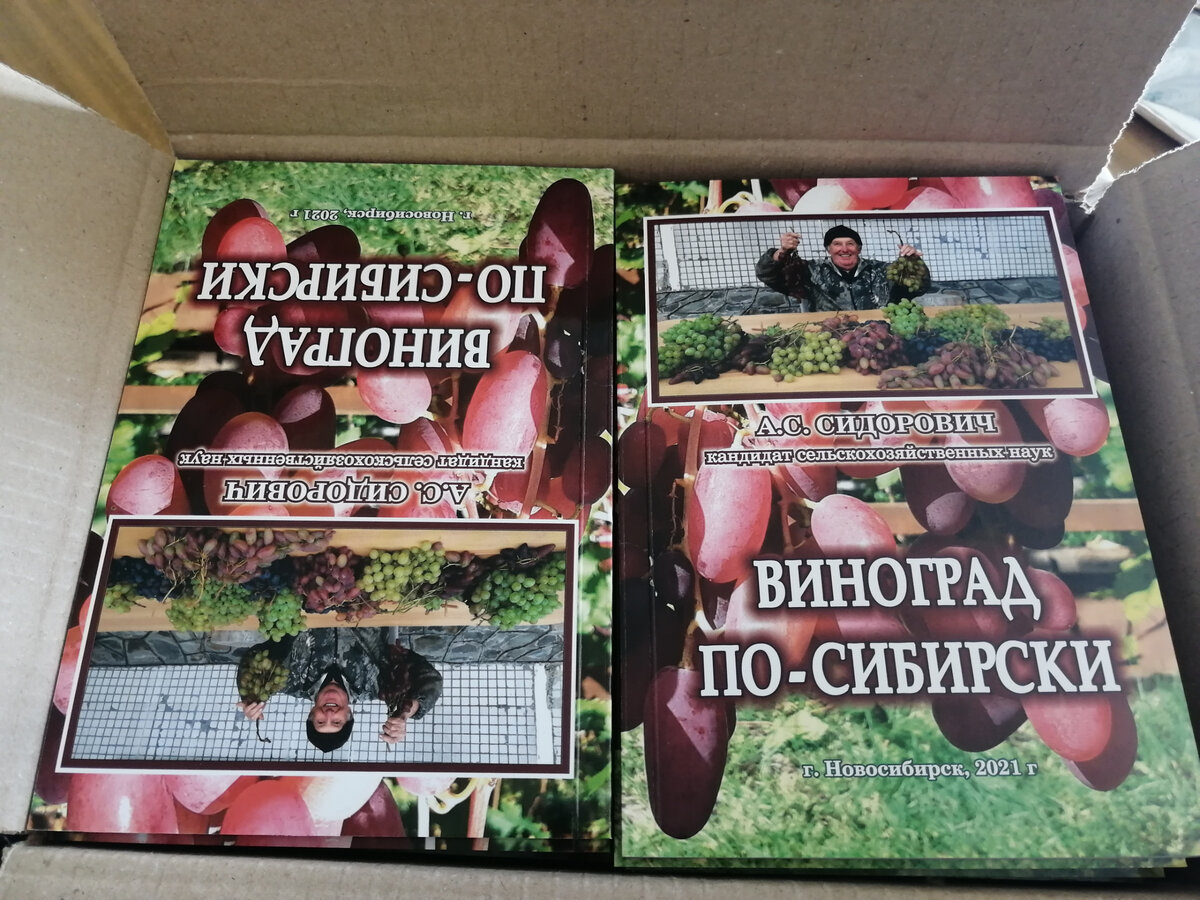 г. Новосибирск, 2021 г
ПО-СИБИРСКИ
ВИНОГРАД
кандидат сельскохозяйственных наук
А.С. СИДОРОВИЧ
А.С. СИДОРОВИЧ
кандидат сельскохозяйственных наук
ВИНОГРАД
ПО-СИБИРСКИ
г. Новосибирск, 2021 г